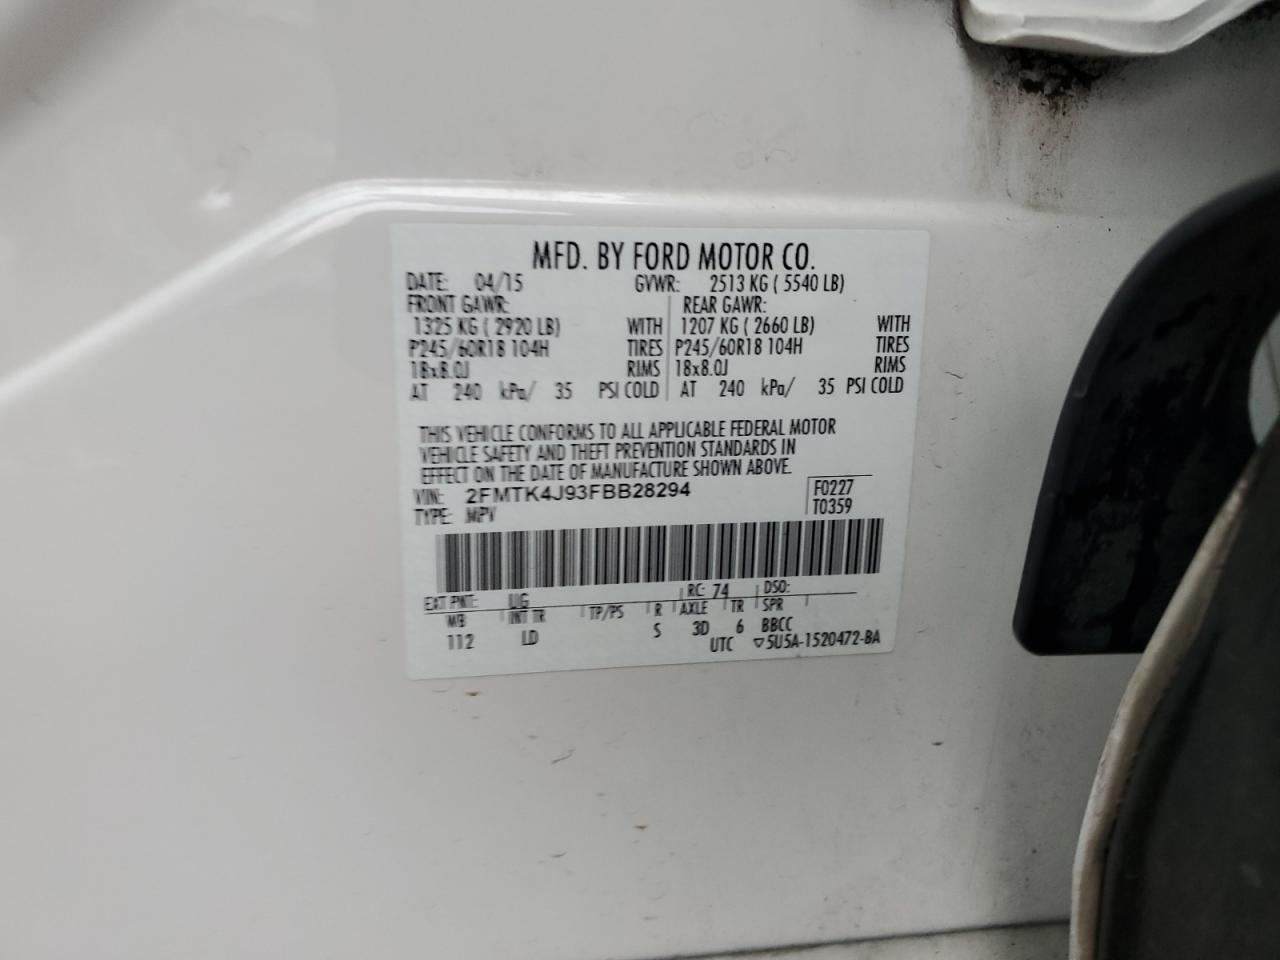 MFD. BY FORD MOTOR CO.
DATE: 04/15 GVWR: 2513 KG ( 5540 LB)
FRONT GAWR: REAR GAWR:
1325 KG ( 2920 LB) WITH 1207 KG ( 2660 LB) WITH
P245/60R18 104H TIRES P245/60R18 104H TIRES
18x8.0J RIMS 18x8.0J RIMS
AT 240 kPa/ 35 PSI COLD AT 240 kPa/ 35 PSI COLD
THIS VEHICLE CONFORMS TO ALL APPLICABLE FEDERAL MOTOR
VEHICLE SAFETY AND THEFT PREVENTION STANDARDS IN
EFFECT ON THE DATE OF MANUFACTURE SHOWN ABOVE.
VIN: 2FMTK4J93FBB28294 F0227
TYPE: MPV T0359
EXT PNT: UG RC: 74 DSO:
WB INT TR TP/PS R AXLE TR SPR
112 LD S 3D 6 BBCC
UTC ▽5U5A-1520472-BA